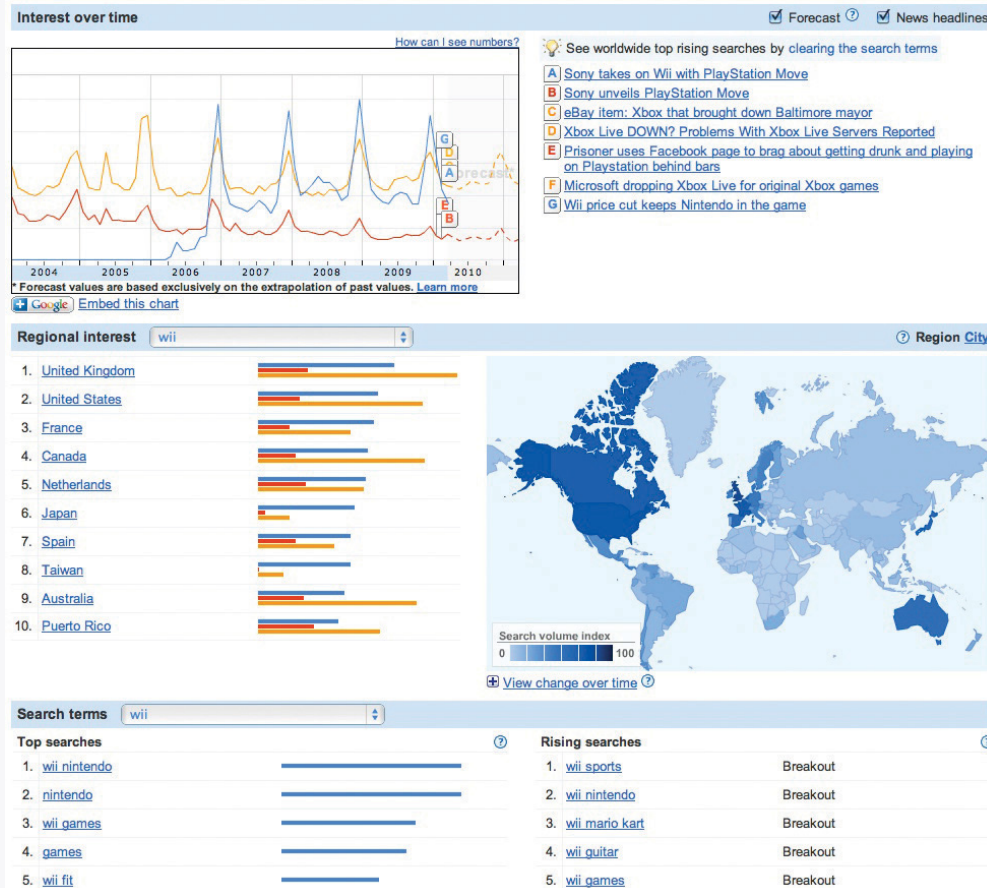 Interest over time
Forecast ? News headlines
How can I see numbers?
See worldwide top rising searches by clearing the search terms
A Sony takes on Wii with PlayStation Move
B Sony unveils PlayStation Move
C eBay item: Xbox that brought down Baltimore mayor
D Xbox Live DOWN? Problems With Xbox Live Servers Reported
E Prisoner uses Facebook page to brag about getting drunk and playing
on Playstation behind bars
F Microsoft dropping Xbox Live for original Xbox games
G Wii price cut keeps Nintendo in the game
G
D
A
E
B
2004 2005 2006 2007 2008 2009 2010
* Forecast values are based exclusively on the extrapolation of past values. Learn more
+ Google Embed this chart
Regional interest wii
? Region City
1. United Kingdom
2. United States
3. France
4. Canada
5. Netherlands
6. Japan
7. Spain
8. Taiwan
9. Australia
10. Puerto Rico
Search volume index
0 100
+ View change over time ?
Search terms wii
Top searches ?
1. wii nintendo
2. nintendo
3. wii games
4. games
5. wii fit
Rising searches ?
1. wii sports Breakout
2. wii nintendo Breakout
3. wii mario kart Breakout
4. wii guitar Breakout
5. wii games Breakout